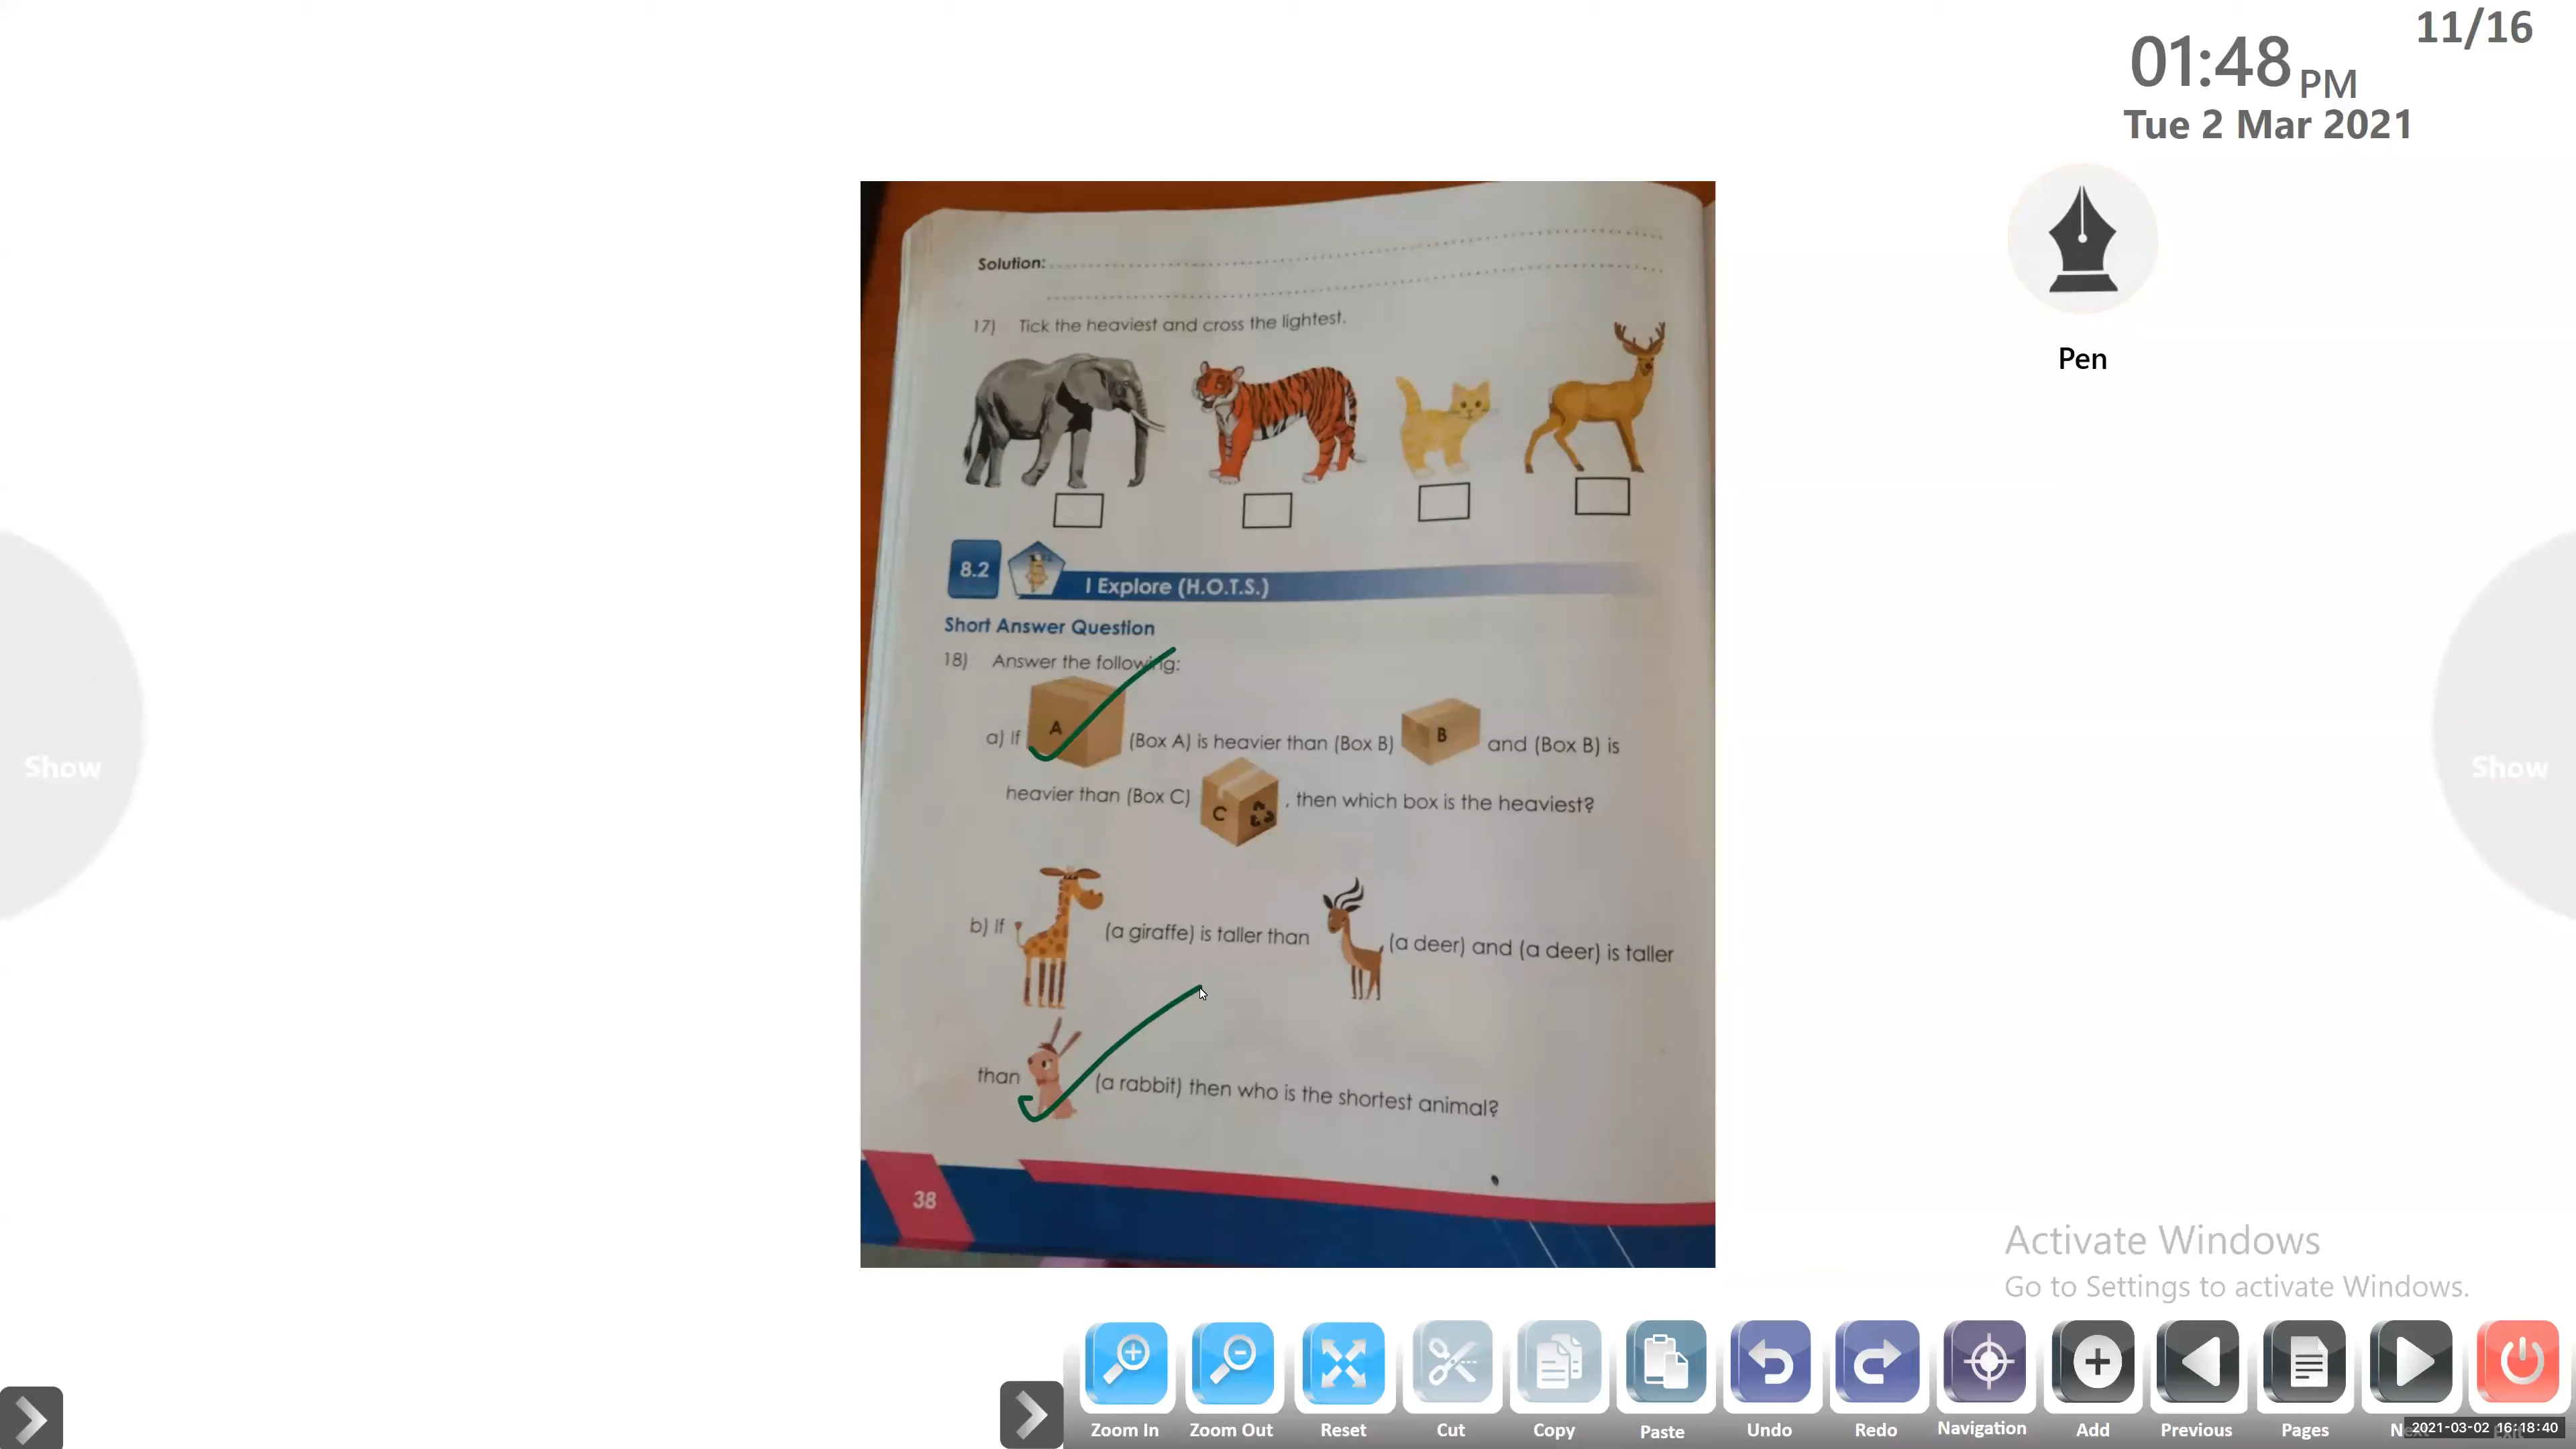 11/16
01:48 PM
Tue 2 Mar 2021
Pen
Solution:
17) Tick the heaviest and cross the lightest.
8.2 I Explore (H.O.T.S.)
Short Answer Question
18) Answer the following:
A
a) If (Box A) is heavier than (Box B) B and (Box B) is
heavier than (Box C) C , then which box is the heaviest?
b) If (a giraffe) is taller than (a deer) and (a deer) is taller
than (a rabbit) then who is the shortest animal?
38
Show
Show
Activate Windows
Go to Settings to activate Windows.
Zoom In Zoom Out Reset Cut Copy Paste Undo Redo Navigation Add Previous Pages
2021-03-02 16:18:40